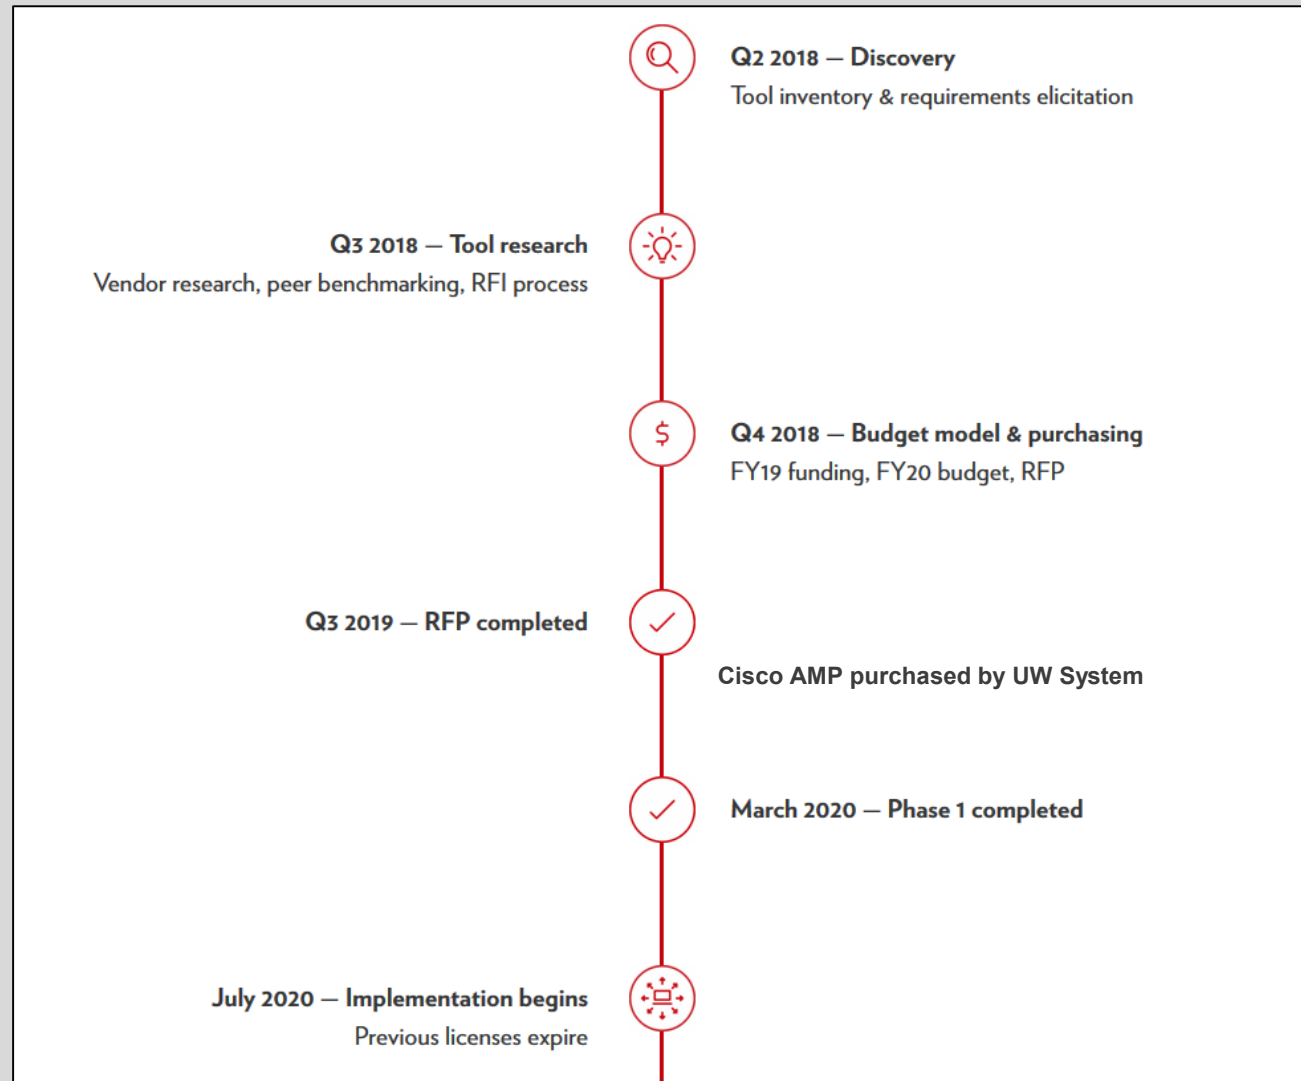 Q2 2018 — Discovery
Tool inventory & requirements elicitation
Q3 2018 — Tool research
Vendor research, peer benchmarking, RFI process
$
Q4 2018 — Budget model & purchasing
FY19 funding, FY20 budget, RFP
Q3 2019 — RFP completed
Cisco AMP purchased by UW System
March 2020 — Phase 1 completed
July 2020 — Implementation begins
Previous licenses expire